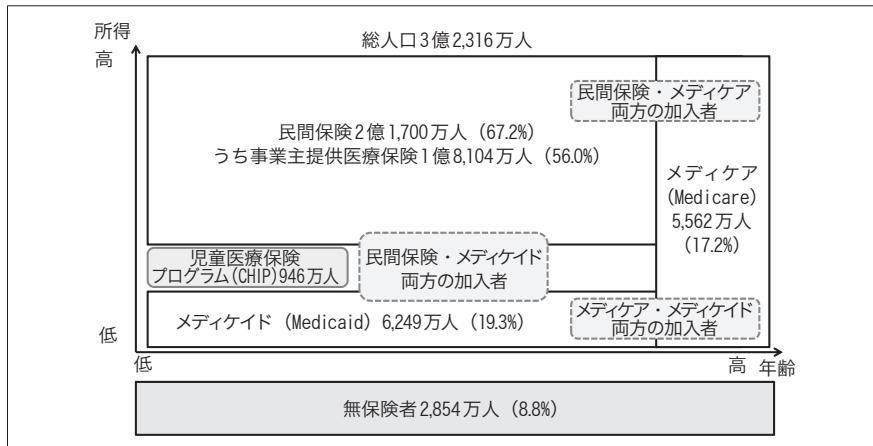 所得
高
総人口3億2,316万人
民間保険・メディケア
両方の加入者
民間保険2億1,700万人（67.2%）
うち事業主提供医療保険1億8,104万人（56.0%）
メディケア
(Medicare)
5,562万人
(17.2%)
児童医療保険
プログラム(CHIP)946万人
民間保険・メディケイド
両方の加入者
メディケイド（Medicaid）6,249万人（19.3%）
メディケア・メディケイド
両方の加入者
低
低
高 年齢
無保険者2,854万人（8.8%）